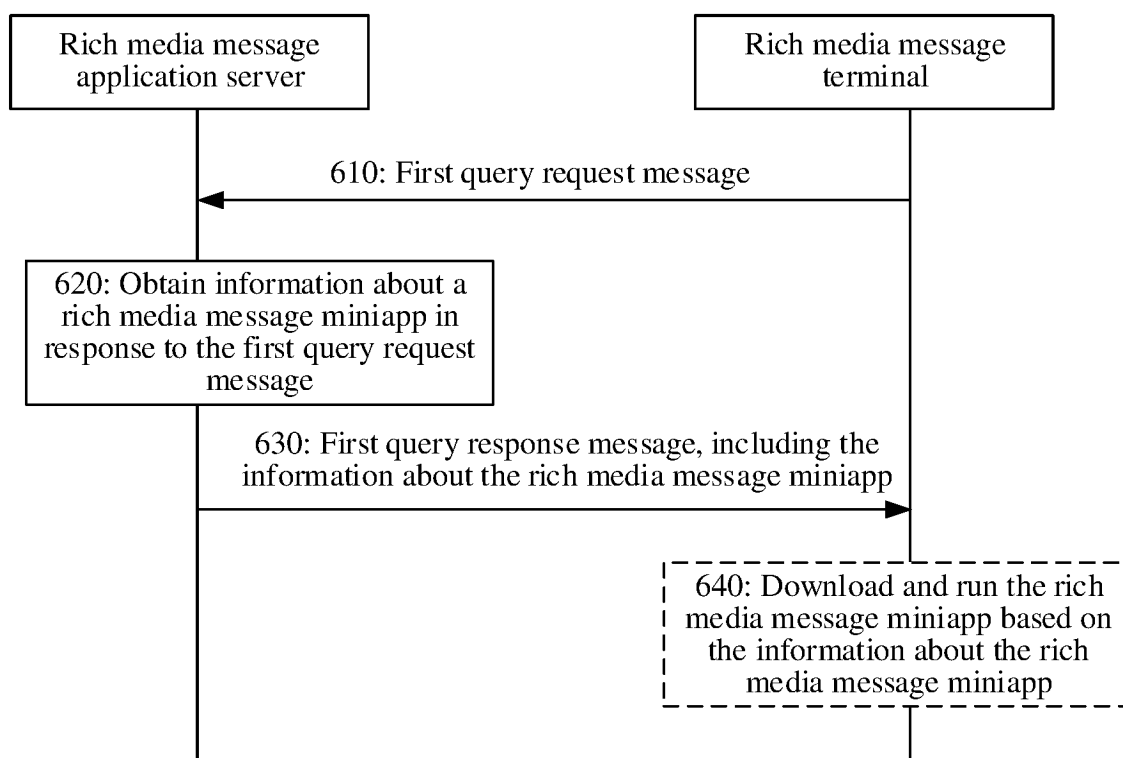 Rich media message
application server
Rich media message
terminal
610: First query request message
620: Obtain information about a
rich media message miniapp in
response to the first query request
message
630: First query response message, including the
information about the rich media message miniapp
640: Download and run the rich
media message miniapp based on
the information about the rich
media message miniapp